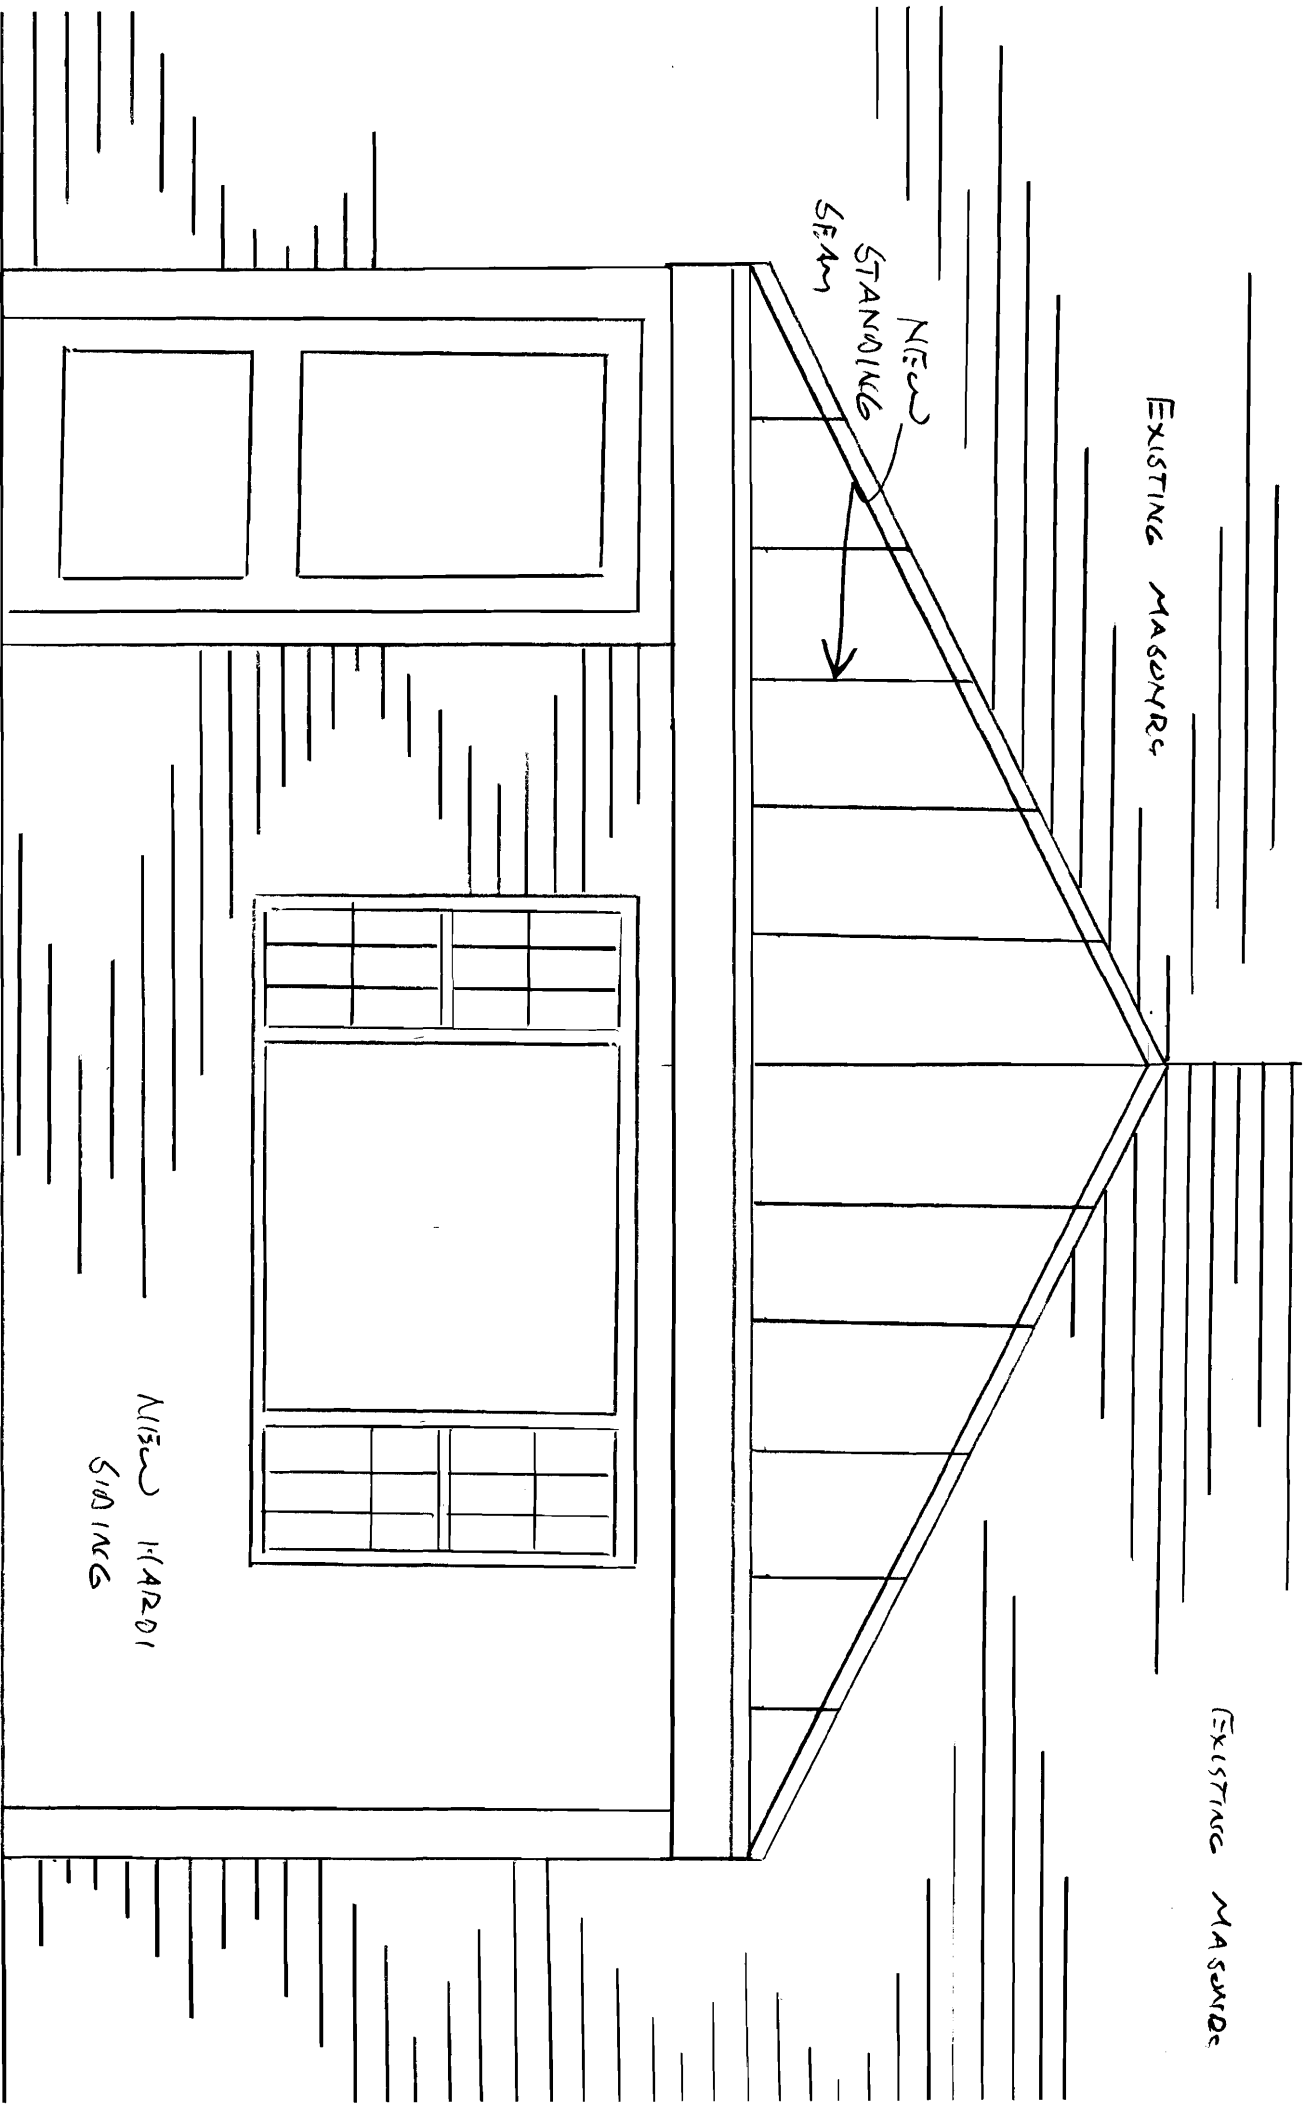 EXISTING MASONRY
EXISTING MASONRY
NEW
STANDING
SEAM
NEW HARDI
SIDING